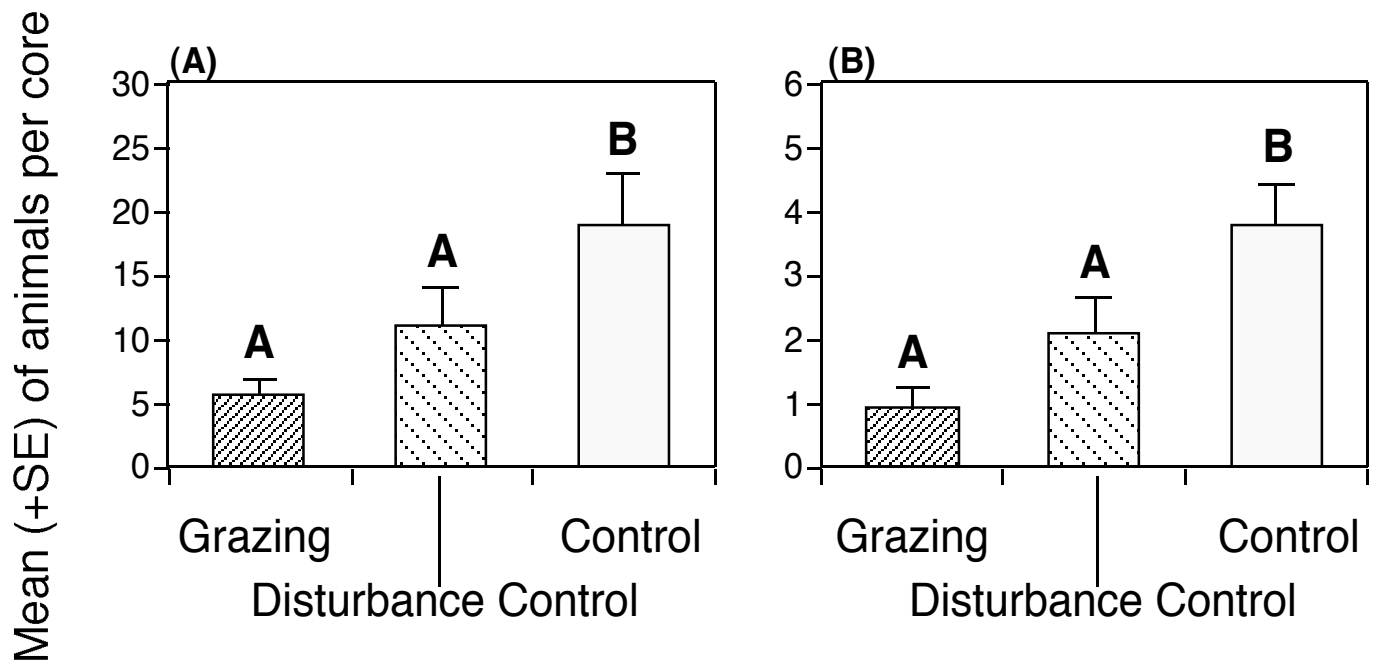 Mean (+SE) of animals per core
(A)
30
25
20
15
10
5
0
A
A
B
Grazing
Control
Disturbance Control
(B)
6
5
4
3
2
1
0
A
A
B
Grazing
Control
Disturbance Control